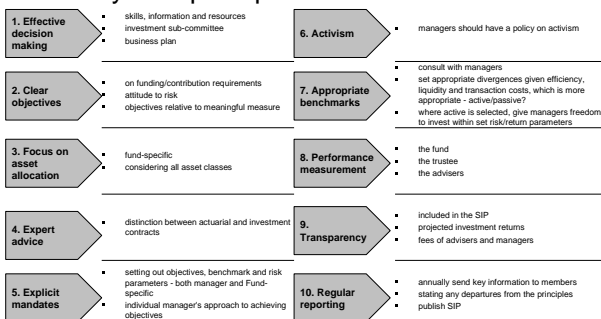 1. Effective
decision
making
skills, information and resources
investment sub-committee
business plan
2. Clear
objectives
on funding/contribution requirements
attitude to risk
objectives relative to meaningful measure
3. Focus on
asset
allocation
fund-specific
considering all asset classes
4. Expert
advice
distinction between actuarial and investment
contracts
5. Explicit
mandates
setting out objectives, benchmark and risk
parameters - both manager and Fund-
specific
individual manager's approach to achieving
objectives
6. Activism
managers should have a policy on activism
7. Appropriate
benchmarks
consult with managers
set appropriate divergences given efficiency,
liquidity and transaction costs, which is more
appropriate - active/passive?
where active is selected, give managers freedom
to invest within set risk/return parameters
8. Performance
measurement
the fund
the trustee
the advisers
9.
Transparency
included in the SIP
projected investment returns
fees of advisers and managers
10. Regular
reporting
annually send key information to members
stating any departures from the principles
publish SIP